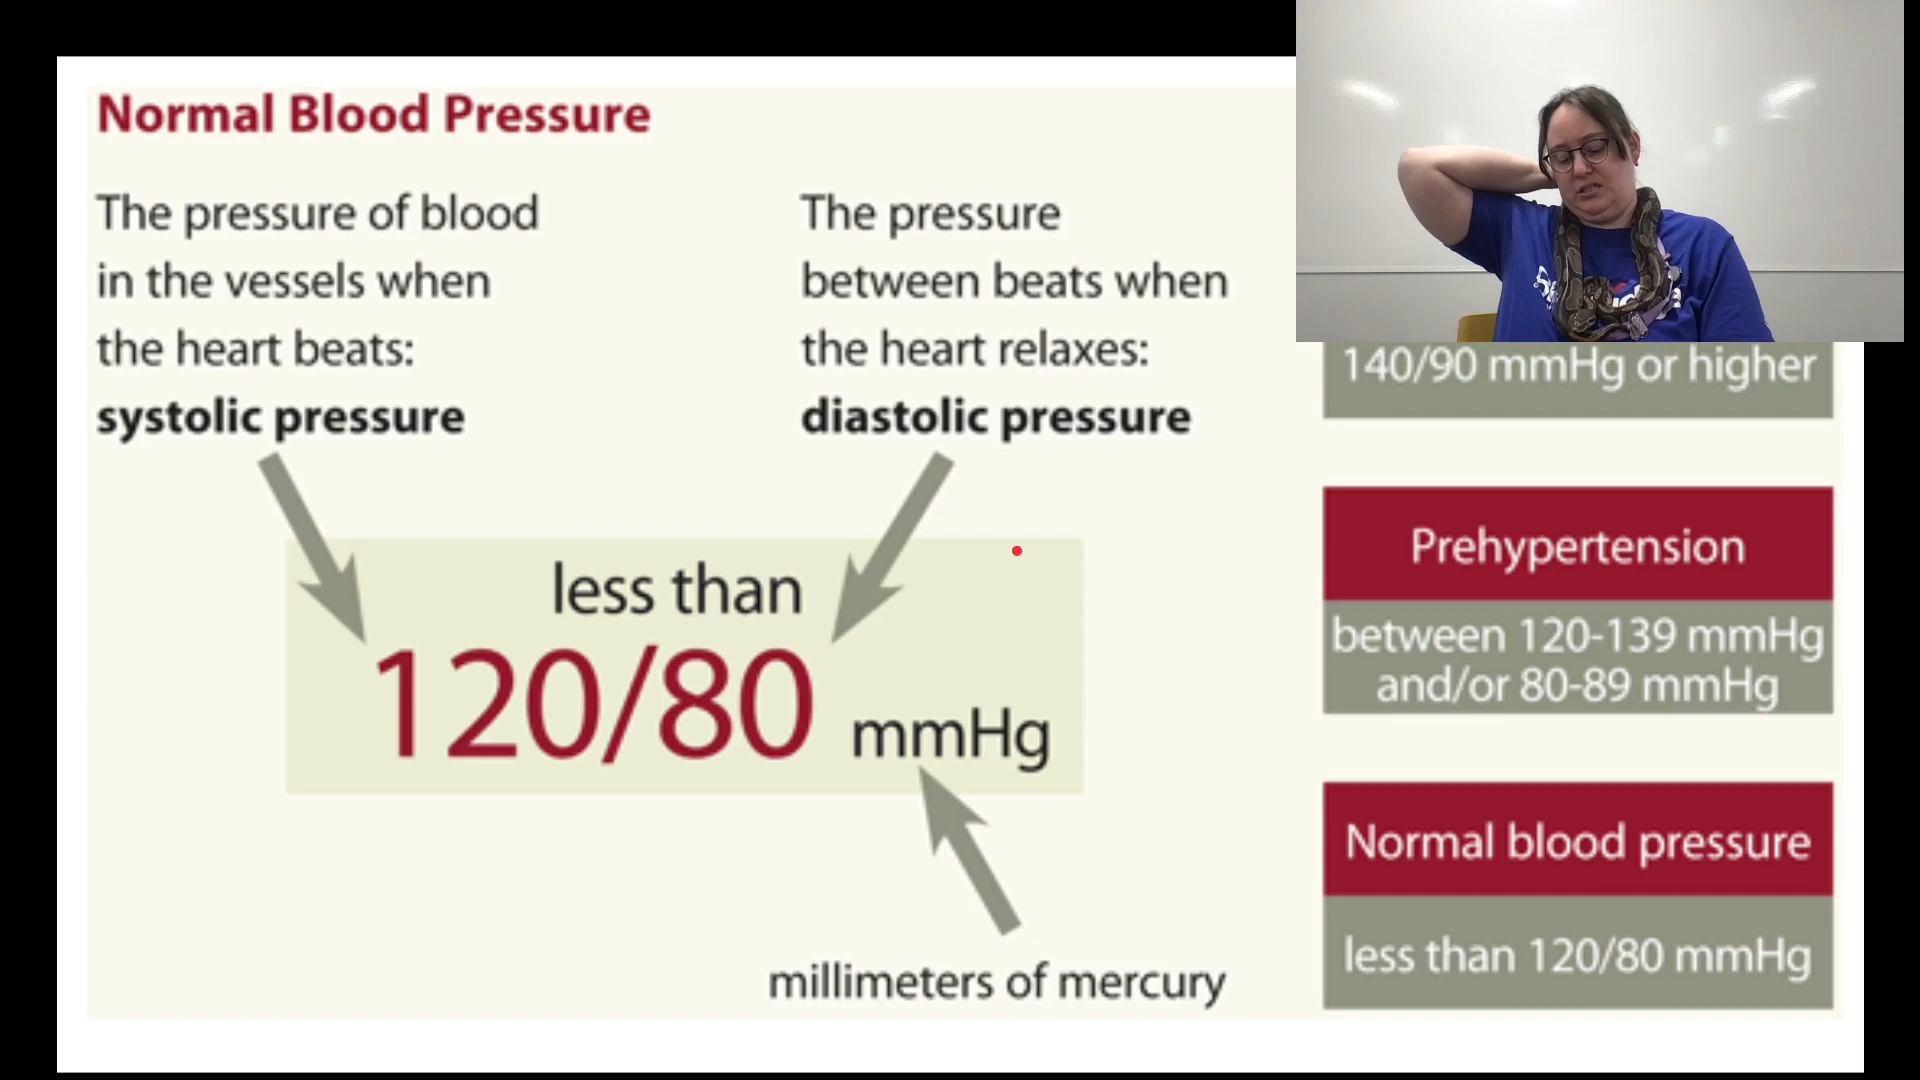 Normal Blood Pressure
The pressure of blood
in the vessels when
the heart beats:
systolic pressure
The pressure
between beats when
the heart relaxes:
diastolic pressure
less than
120/80 mmHg
millimeters of mercury
140/90 mmHg or higher
Prehypertension
between 120-139 mmHg
and/or 80-89 mmHg
Normal blood pressure
less than 120/80 mmHg